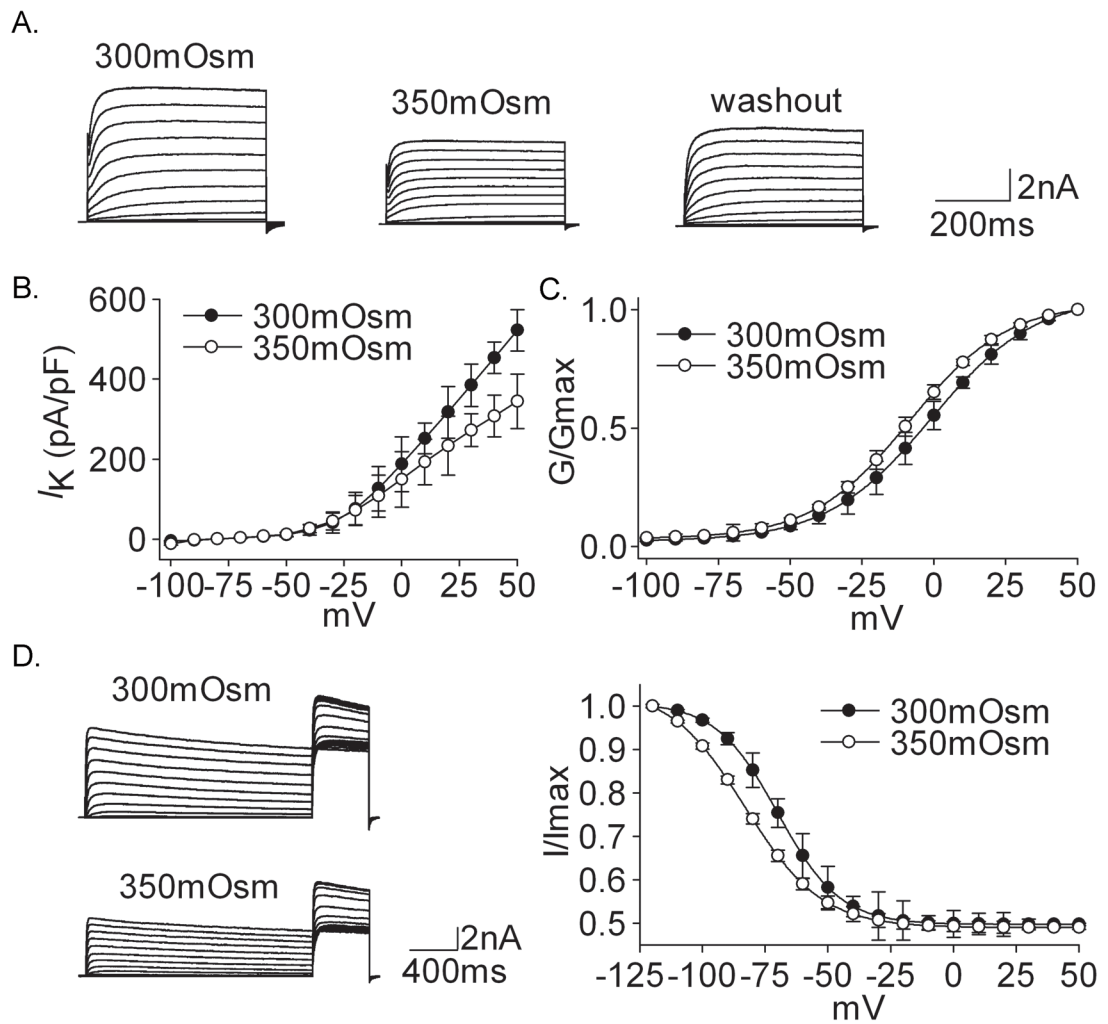 A.
300mOsm
350mOsm
washout
2nA
200ms
B.
600
400
200
0
IK (pA/pF)
300mOsm
350mOsm
-100 -75 -50 -25 0 25 50
mV
C.
1.0
0.5
0.0
G/Gmax
300mOsm
350mOsm
-100 -75 -50 -25 0 25 50
mV
D.
300mOsm
350mOsm
2nA
400ms
1.0
0.9
0.8
0.7
0.6
0.5
I/Imax
300mOsm
350mOsm
-125 -100 -75 -50 -25 0 25 50
mV